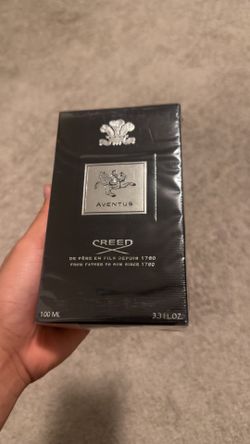 AVENTUS
CREED
DE PÈRE EN FILS DEPUIS 1760
FROM FATHER TO SON SINCE 1760
100 ML 3.3 FL.OZ